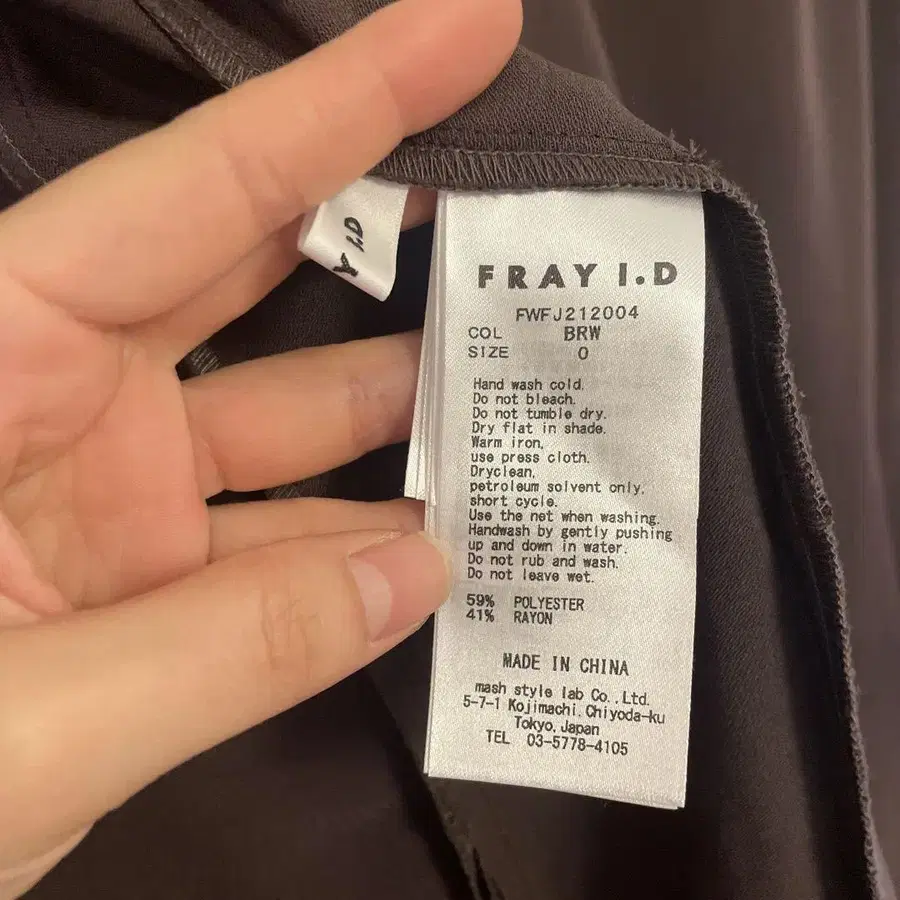 Y I.D
FRAY I.D
FWFJ212004
COL BRW
SIZE 0
Hand wash cold.
Do not bleach.
Do not tumble dry.
Dry flat in shade.
Warm iron,
use press cloth.
Dryclean,
petroleum solvent only,
short cycle.
Use the net when washing.
Handwash by gently pushing
up and down in water.
Do not rub and wash.
Do not leave wet.
59% POLYESTER
41% RAYON
MADE IN CHINA
mash style lab Co.,Ltd.
5-7-1 Kojimachi,Chiyoda-ku
Tokyo,Japan
TEL 03-5778-4105